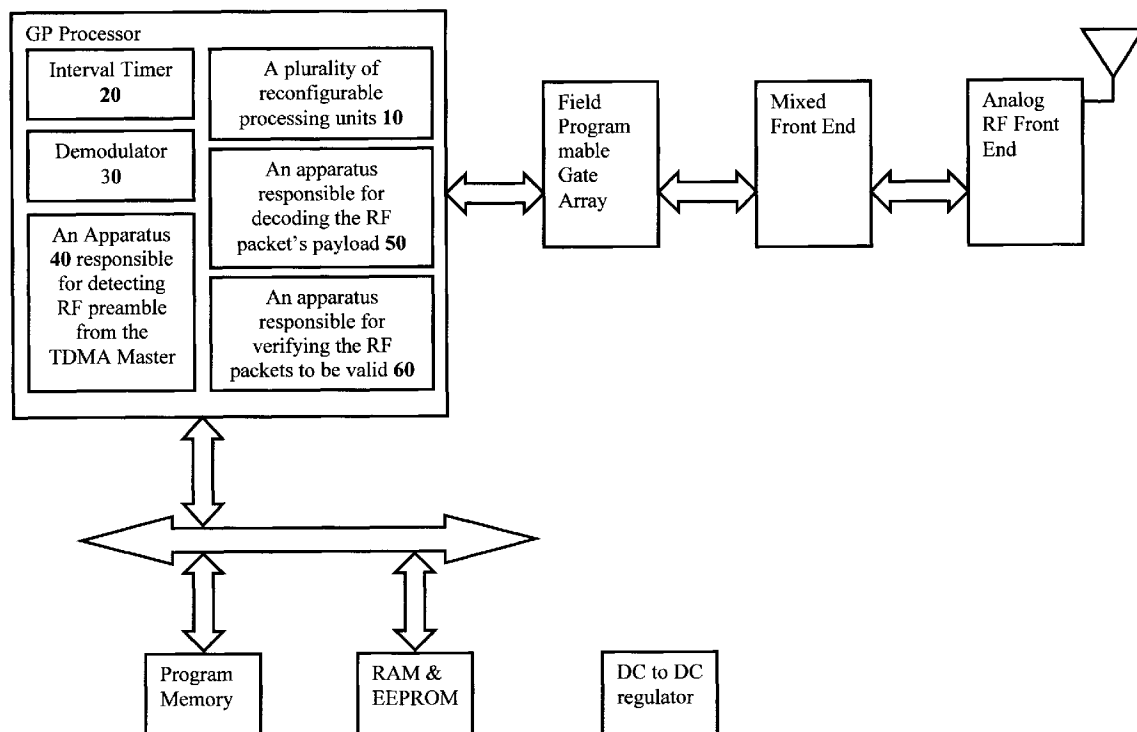 GP Processor
Interval Timer
20
Demodulator
30
An Apparatus
40 responsible
for detecting
RF preamble
from the
TDMA Master
A plurality of
reconfigurable
processing units 10
An apparatus
responsible for
decoding the RF
packet's payload 50
An apparatus
responsible for
verifying the RF
packets to be valid 60
Field
Program
mable
Gate
Array
Mixed
Front End
Analog
RF Front
End
Program
Memory
RAM &
EEPROM
DC to DC
regulator